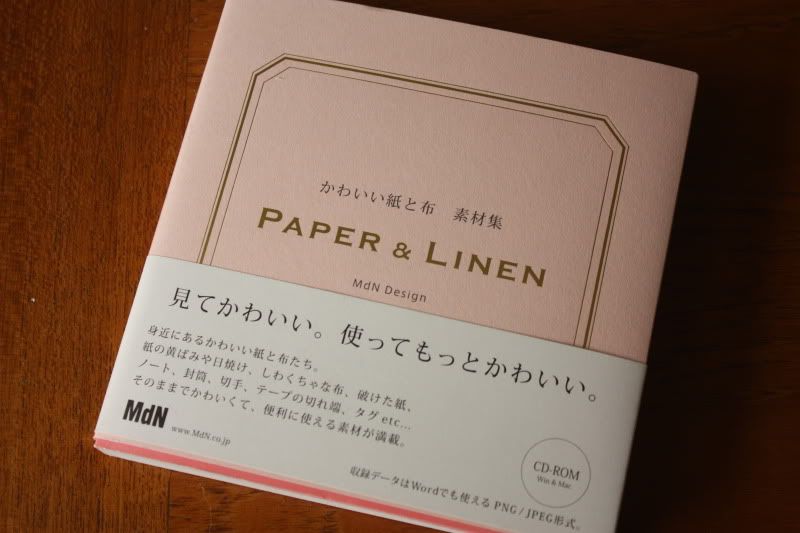 かわいい紙と布　素材集
PAPER & LINEN
MdN Design
見てかわいい。使ってもっとかわいい。
身近にあるかわいい紙と布たち。
紙の黄ばみや日焼け、しわくちゃな布、破けた紙、
ノート、封筒、切手、テープの切れ端、タグ etc...
そのままでかわいくて、便利に使える素材が満載。
MdN
www.MdN.co.jp
CD-ROM
Win & Mac
収録データはWordでも使える PNG / JPEG形式。